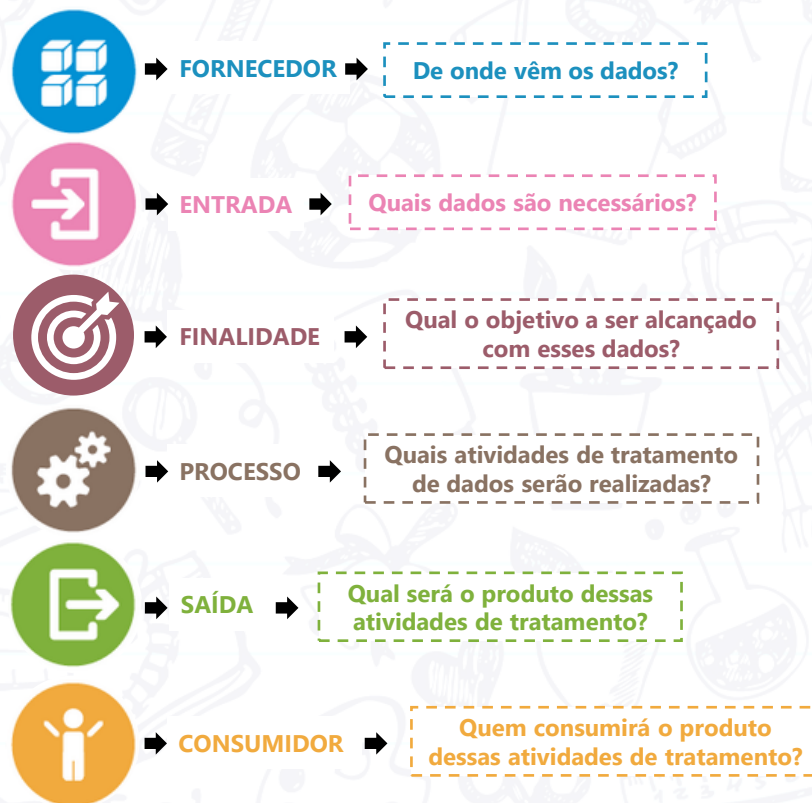 FORNECEDOR
De onde vêm os dados?
ENTRADA
Quais dados são necessários?
FINALIDADE
Qual o objetivo a ser alcançado
com esses dados?
PROCESSO
Quais atividades de tratamento
de dados serão realizadas?
SAÍDA
Qual será o produto dessas
atividades de tratamento?
CONSUMIDOR
Quem consumirá o produto
dessas atividades de tratamento?